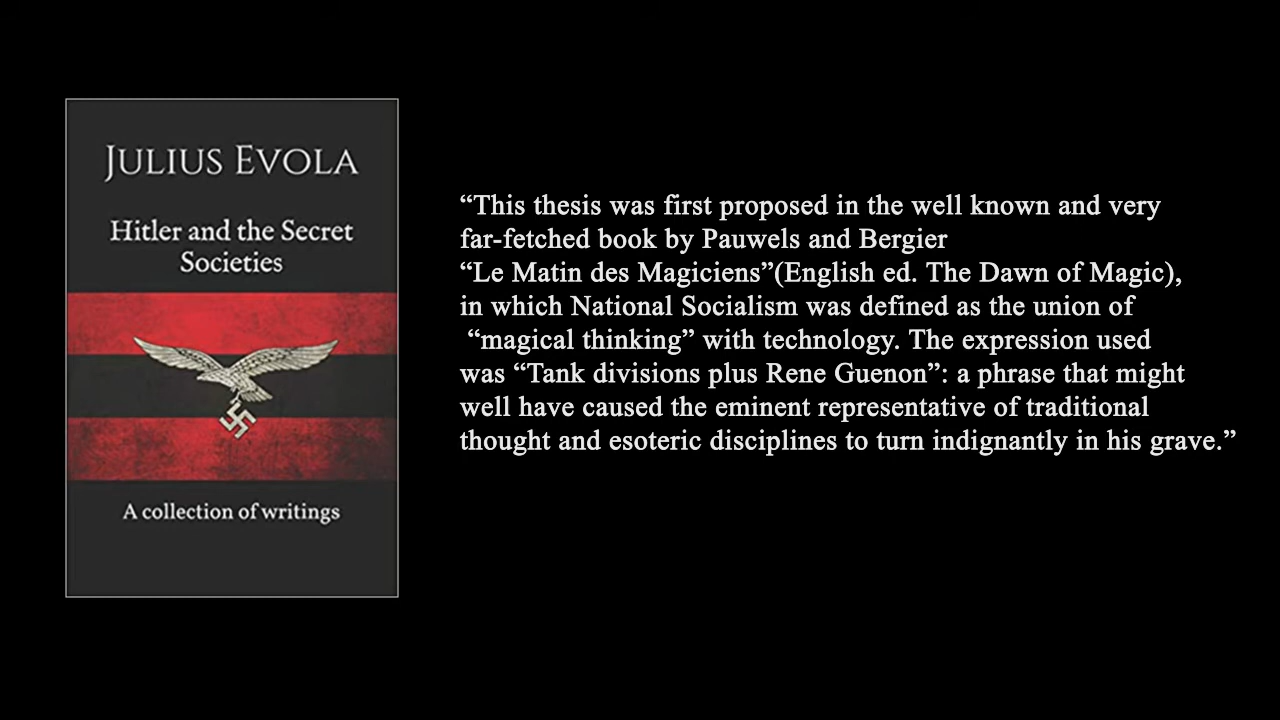 JULIUS EVOLA
Hitler and the Secret
Societies
A collection of writings
“This thesis was first proposed in the well known and very
far-fetched book by Pauwels and Bergier
“Le Matin des Magiciens”(English ed. The Dawn of Magic),
in which National Socialism was defined as the union of
“magical thinking” with technology. The expression used
was “Tank divisions plus Rene Guenon”: a phrase that might
well have caused the eminent representative of traditional
thought and esoteric disciplines to turn indignantly in his grave.”